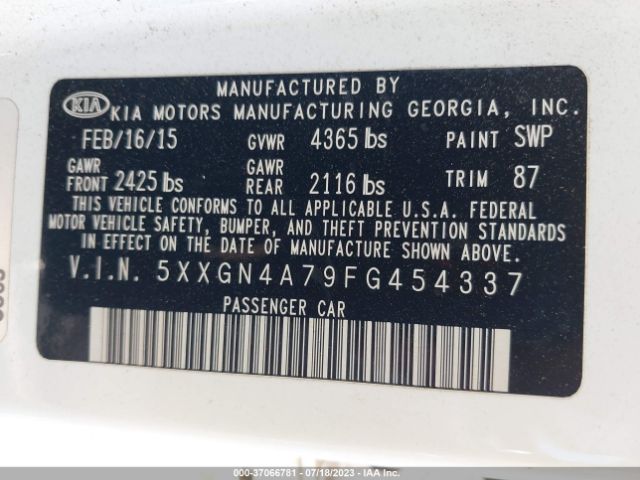 MANUFACTURED BY
KIA KIA MOTORS MANUFACTURING GEORGIA, INC.
FEB/16/15 GVWR 4365 lbs PAINT SWP
GAWR FRONT 2425 lbs GAWR REAR 2116 lbs TRIM 87
THIS VEHICLE CONFORMS TO ALL APPLICABLE U.S.A. FEDERAL
MOTOR VEHICLE SAFETY, BUMPER, AND THEFT PREVENTION STANDARDS
IN EFFECT ON THE DATE OF MANUFACTURE SHOWN ABOVE.
V.I.N. 5XXGN4A79FG454337
PASSENGER CAR
000-37066781 - 07/18/2023 - IAA Inc.